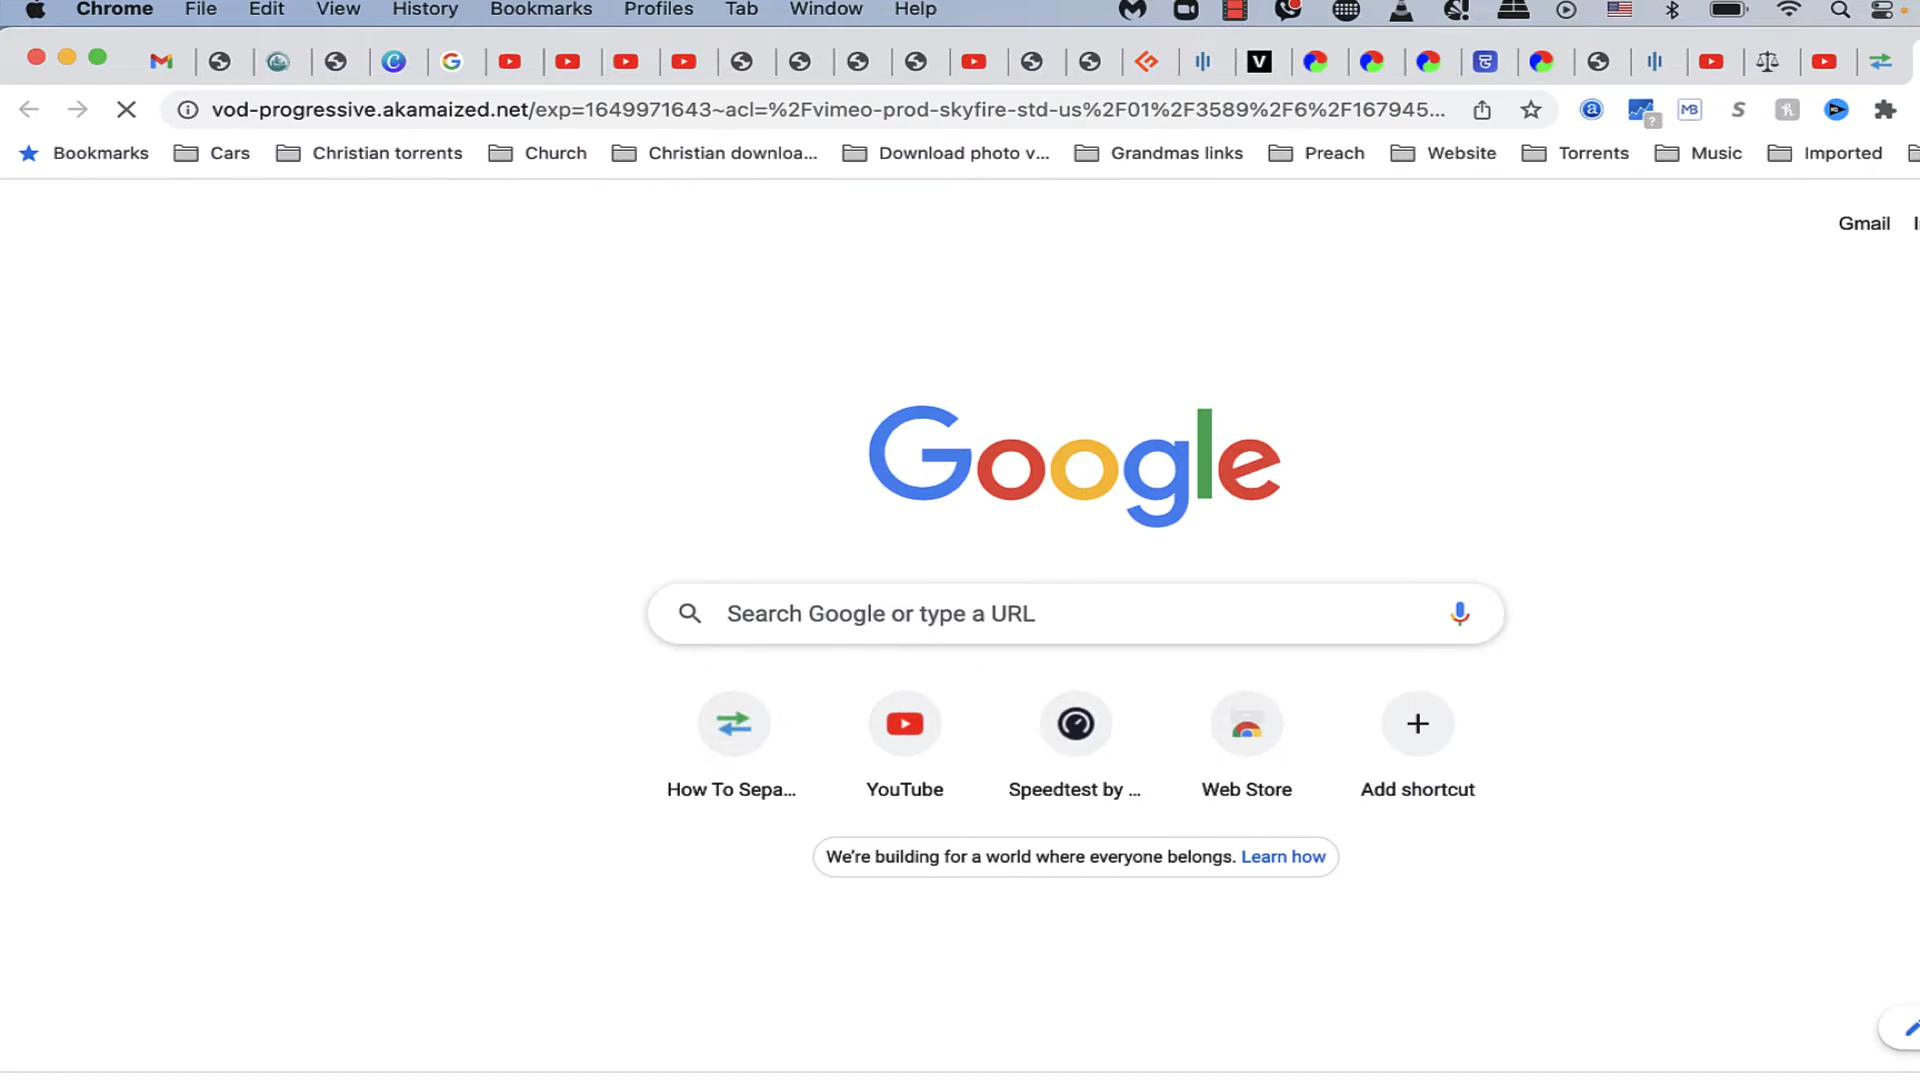 Chrome File Edit View History Bookmarks Profiles Tab Window Help
vod-progressive.akamaized.net/exp=1649971643~acl=%2Fvimeo-prod-skyfire-std-us%2F01%2F3589%2F6%2F167945...
Bookmarks Cars Christian torrents Church Christian downloa... Download photo v... Grandmas links Preach Website Torrents Music Imported
Gmail
Google
Search Google or type a URL
How To Sepa... YouTube Speedtest by ... Web Store Add shortcut
We're building for a world where everyone belongs. Learn how